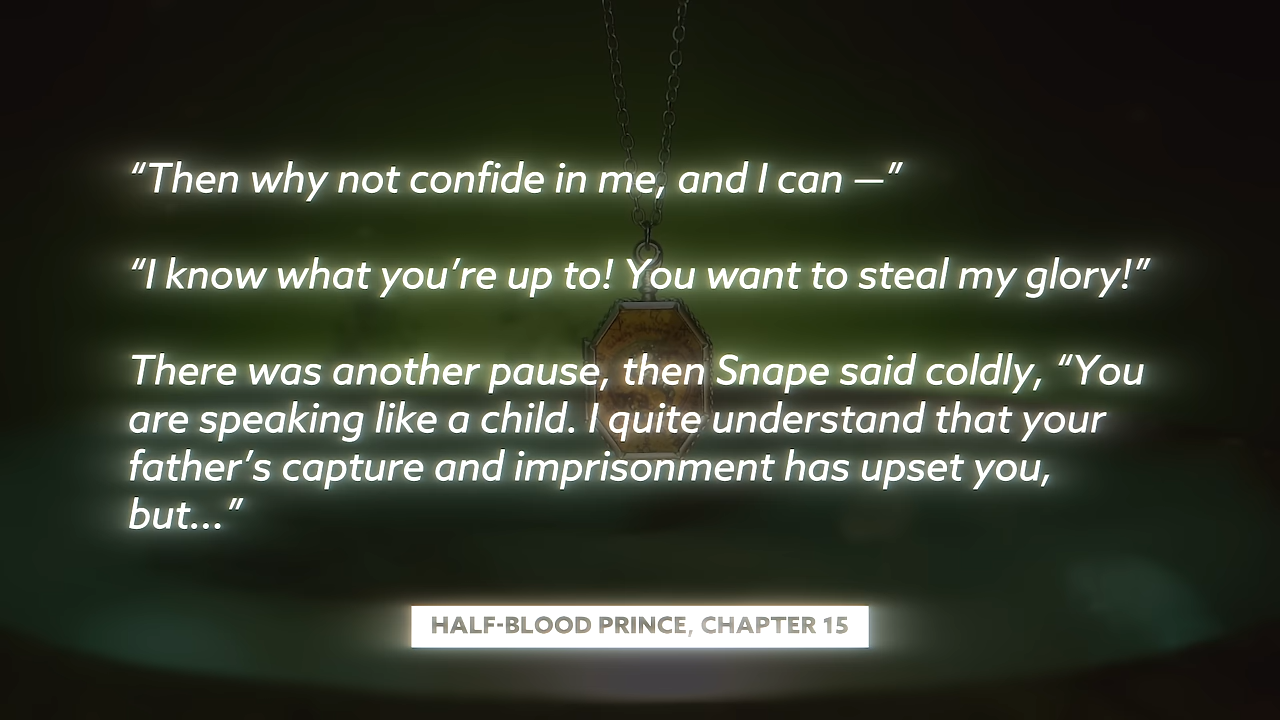 “Then why not confide in me, and I can —”
“I know what you’re up to! You want to steal my glory!”
There was another pause, then Snape said coldly, “You
are speaking like a child. I quite understand that your
father’s capture and imprisonment has upset you,
but...”
HALF-BLOOD PRINCE, CHAPTER 15